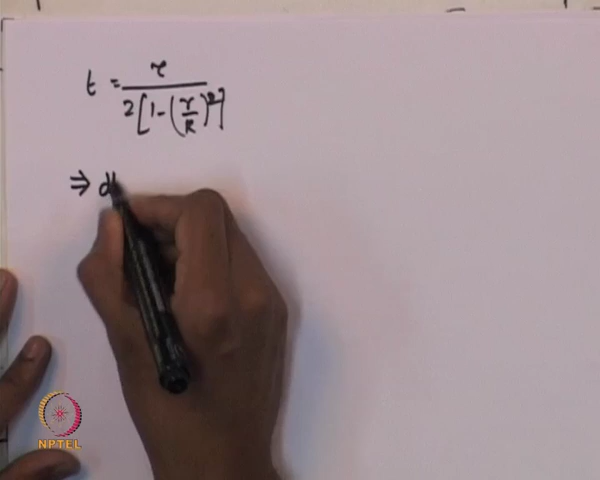 t = τ / 2[1-(r/R)²]
⇒ d
NPTEL